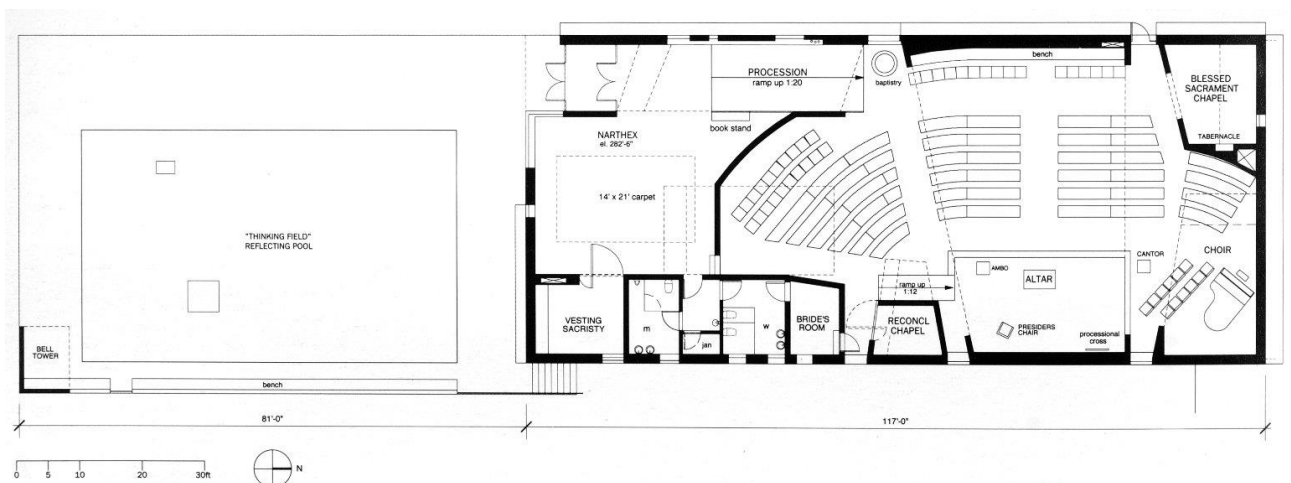 PROCESSION
ramp up 1:20
baptistry
bench
BLESSED
SACRAMENT
CHAPEL
TABERNACLE
book stand
NARTHEX
el. 282'-6"
14' x 21' carpet
"THINKING FIELD"
REFLECTING POOL
CHOIR
CANTOR
AMBO
ALTAR
ramp up
1:12
VESTING
SACRISTY
m
jan
w
BRIDE'S
ROOM
RECONCL
CHAPEL
PRESIDERS
CHAIR
processional
cross
BELL
TOWER
bench
81'-0"
117'-0"
0 5 10 20 30ft
N